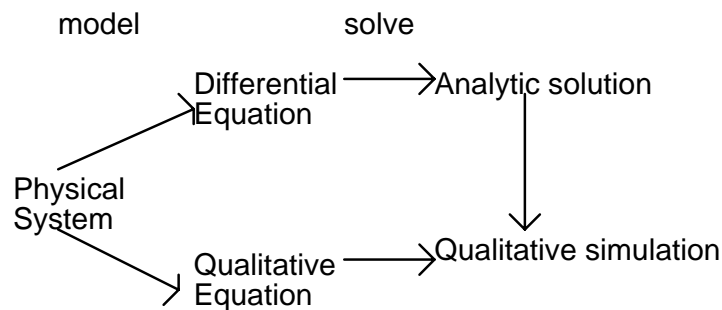 model solve
Differential Equation
Analytic solution
Physical
System
Qualitative
Equation
Qualitative simulation